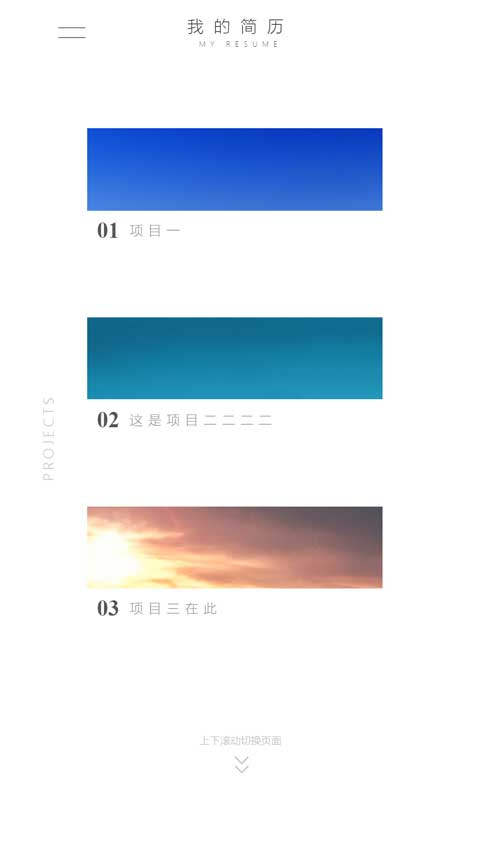 我的简历
MY RESUME
01 项目一
02 这是项目二二二二
PROJECTS
03 项目三在此
上下滚动切换页面